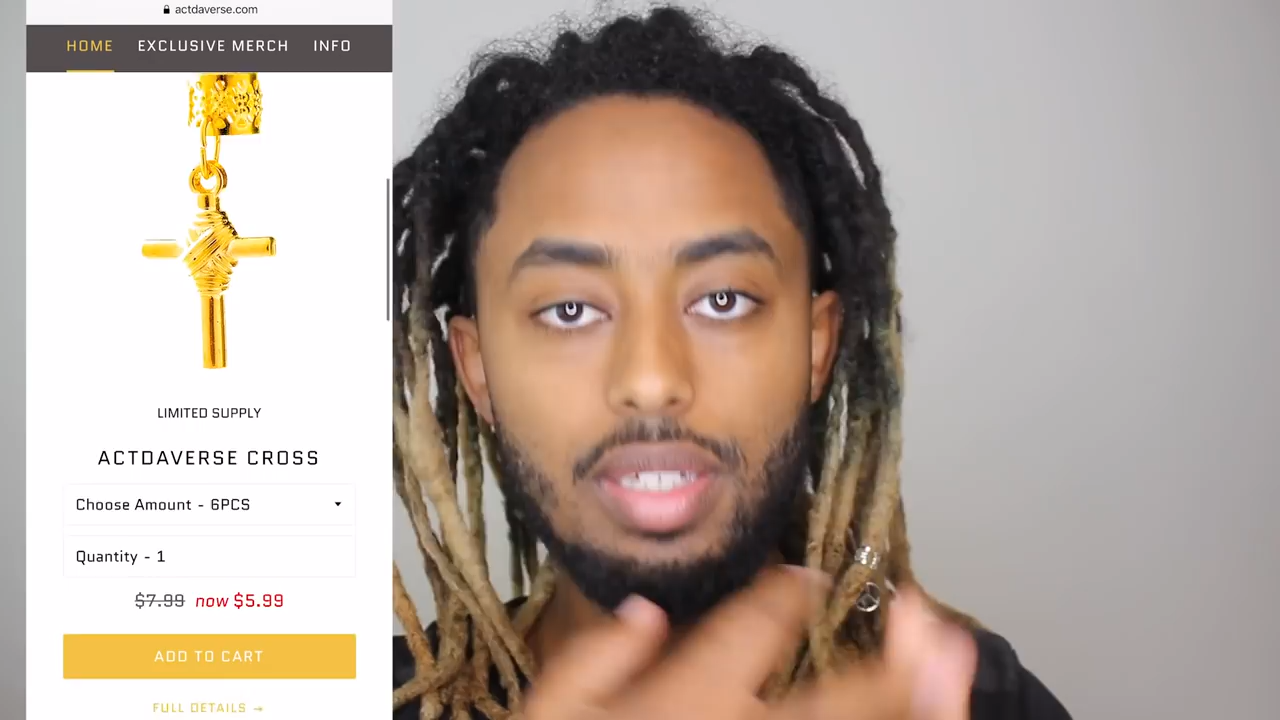 actdaverse.com
HOME EXCLUSIVE MERCH INFO
LIMITED SUPPLY
ACTDAVERSE CROSS
Choose Amount - 6PCS
Quantity - 1
$7.99 now $5.99
ADD TO CART
FULL DETAILS →